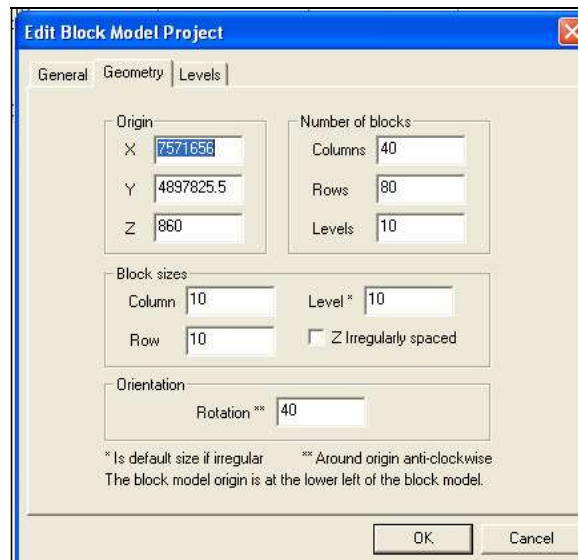 Edit Block Model Project
General Geometry Levels
Origin
X 7571656
Y 4897825.5
Z 860
Number of blocks
Columns 40
Rows 80
Levels 10
Block sizes
Column 10 Level * 10
Row 10 Z Irregularly spaced
Orientation
Rotation ** 40
* Is default size if irregular ** Around origin anti-clockwise
The block model origin is at the lower left of the block model.
OK Cancel